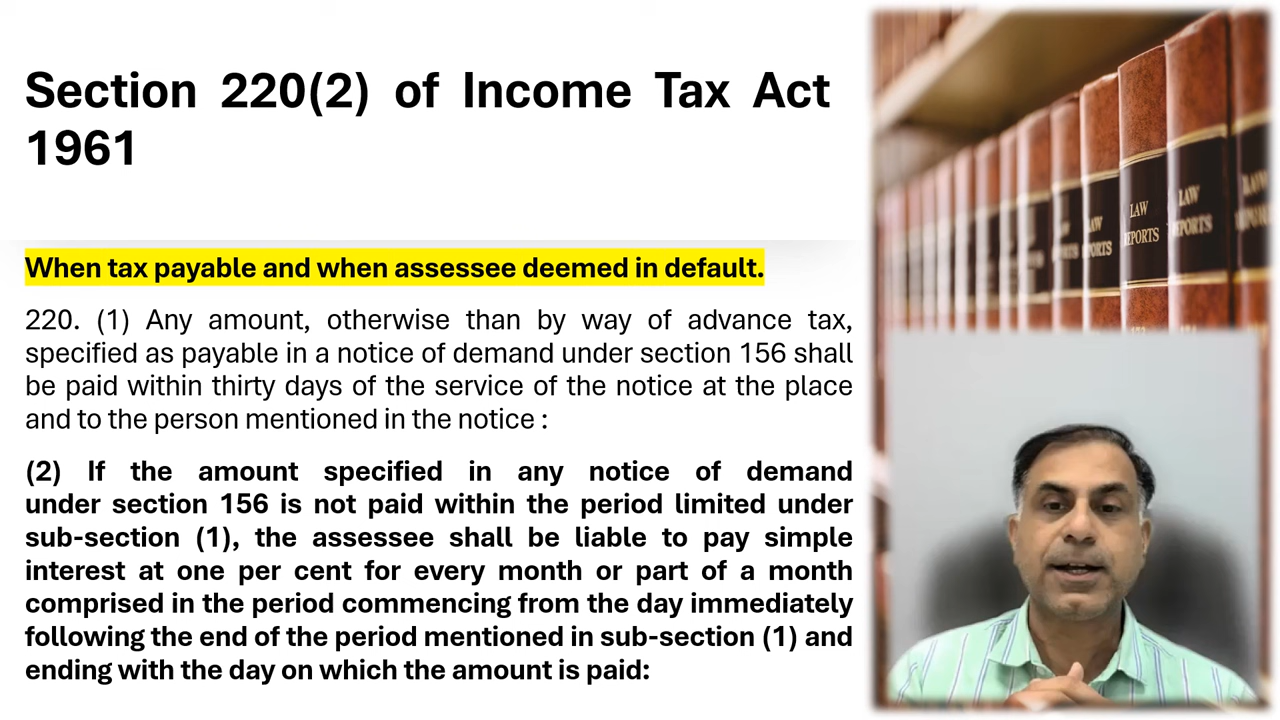 Section 220(2) of Income Tax Act
1961
When tax payable and when assessee deemed in default.
220. (1) Any amount, otherwise than by way of advance tax,
specified as payable in a notice of demand under section 156 shall
be paid within thirty days of the service of the notice at the place
and to the person mentioned in the notice :
(2) If the amount specified in any notice of demand
under section 156 is not paid within the period limited under
sub-section (1), the assessee shall be liable to pay simple
interest at one per cent for every month or part of a month
comprised in the period commencing from the day immediately
following the end of the period mentioned in sub-section (1) and
ending with the day on which the amount is paid:
LAW
REPORTS
LAW
REPORTS
LAW
REPORTS